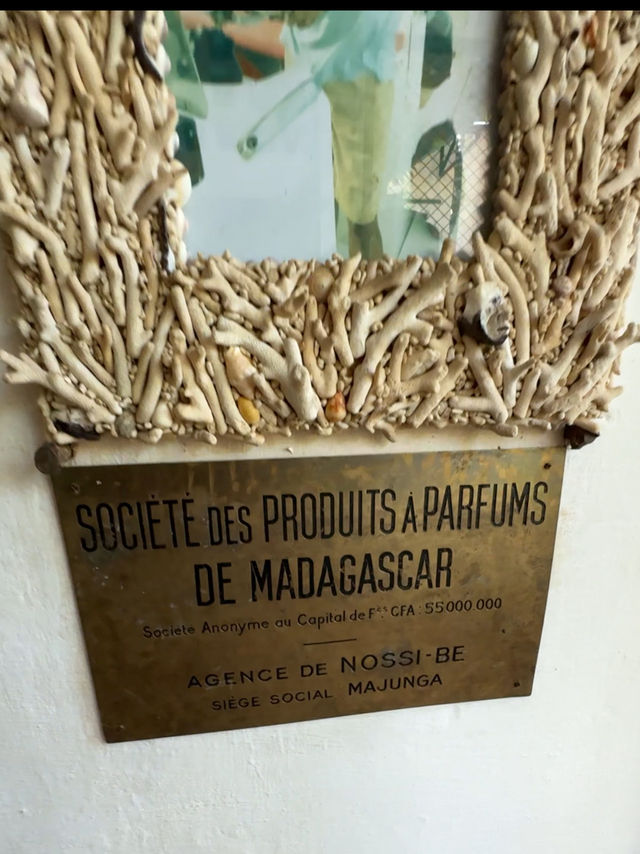 SOCIÉTÉ DES PRODUITS À PARFUMS
DE MADAGASCAR
Société Anonyme au Capital de Fcs. CFA : 55.000.000
AGENCE DE NOSSI-BE
SIÈGE SOCIAL MAJUNGA